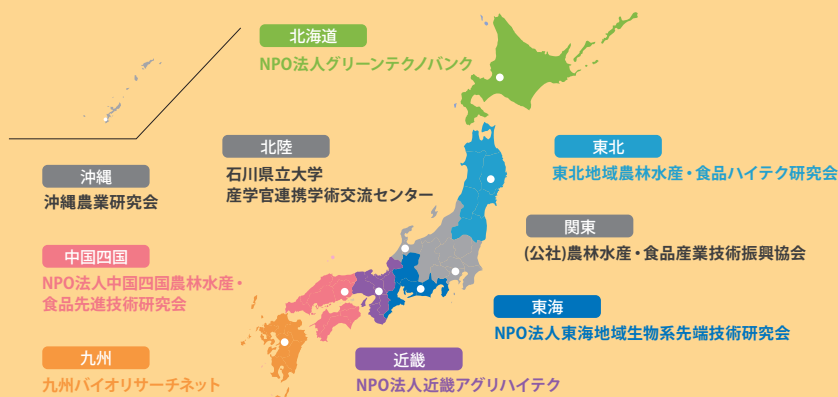 北海道
NPO法人グリーンテクノバンク
北陸
石川県立大学
産学官連携学術交流センター
東北
東北地域農林水産・食品ハイテク研究会
沖縄
沖縄農業研究会
関東
(公社)農林水産・食品産業技術振興協会
中国四国
NPO法人中国四国農林水産・
食品先進技術研究会
東海
NPO法人東海地域生物系先端技術研究会
九州
九州バイオリサーチネット
近畿
NPO法人近畿アグリハイテク